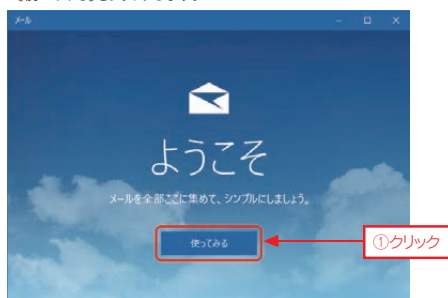 メール
ようこそ
メールを全部ここに集めて、シンプルにしましょう。
使ってみる
①クリック